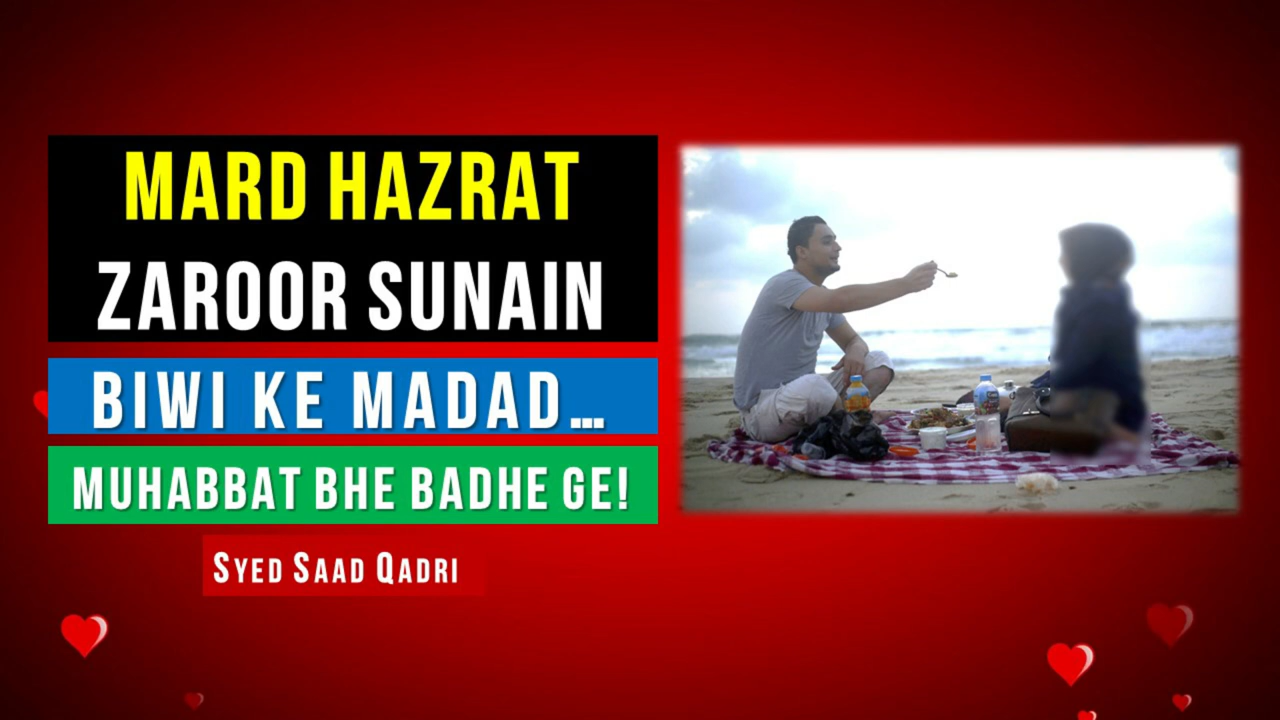 MARD HAZRAT
ZAROOR SUNAIN
BIWI KE MADAD...
MUHABBAT BHE BADHE GE!
SYED SAAD QADRI